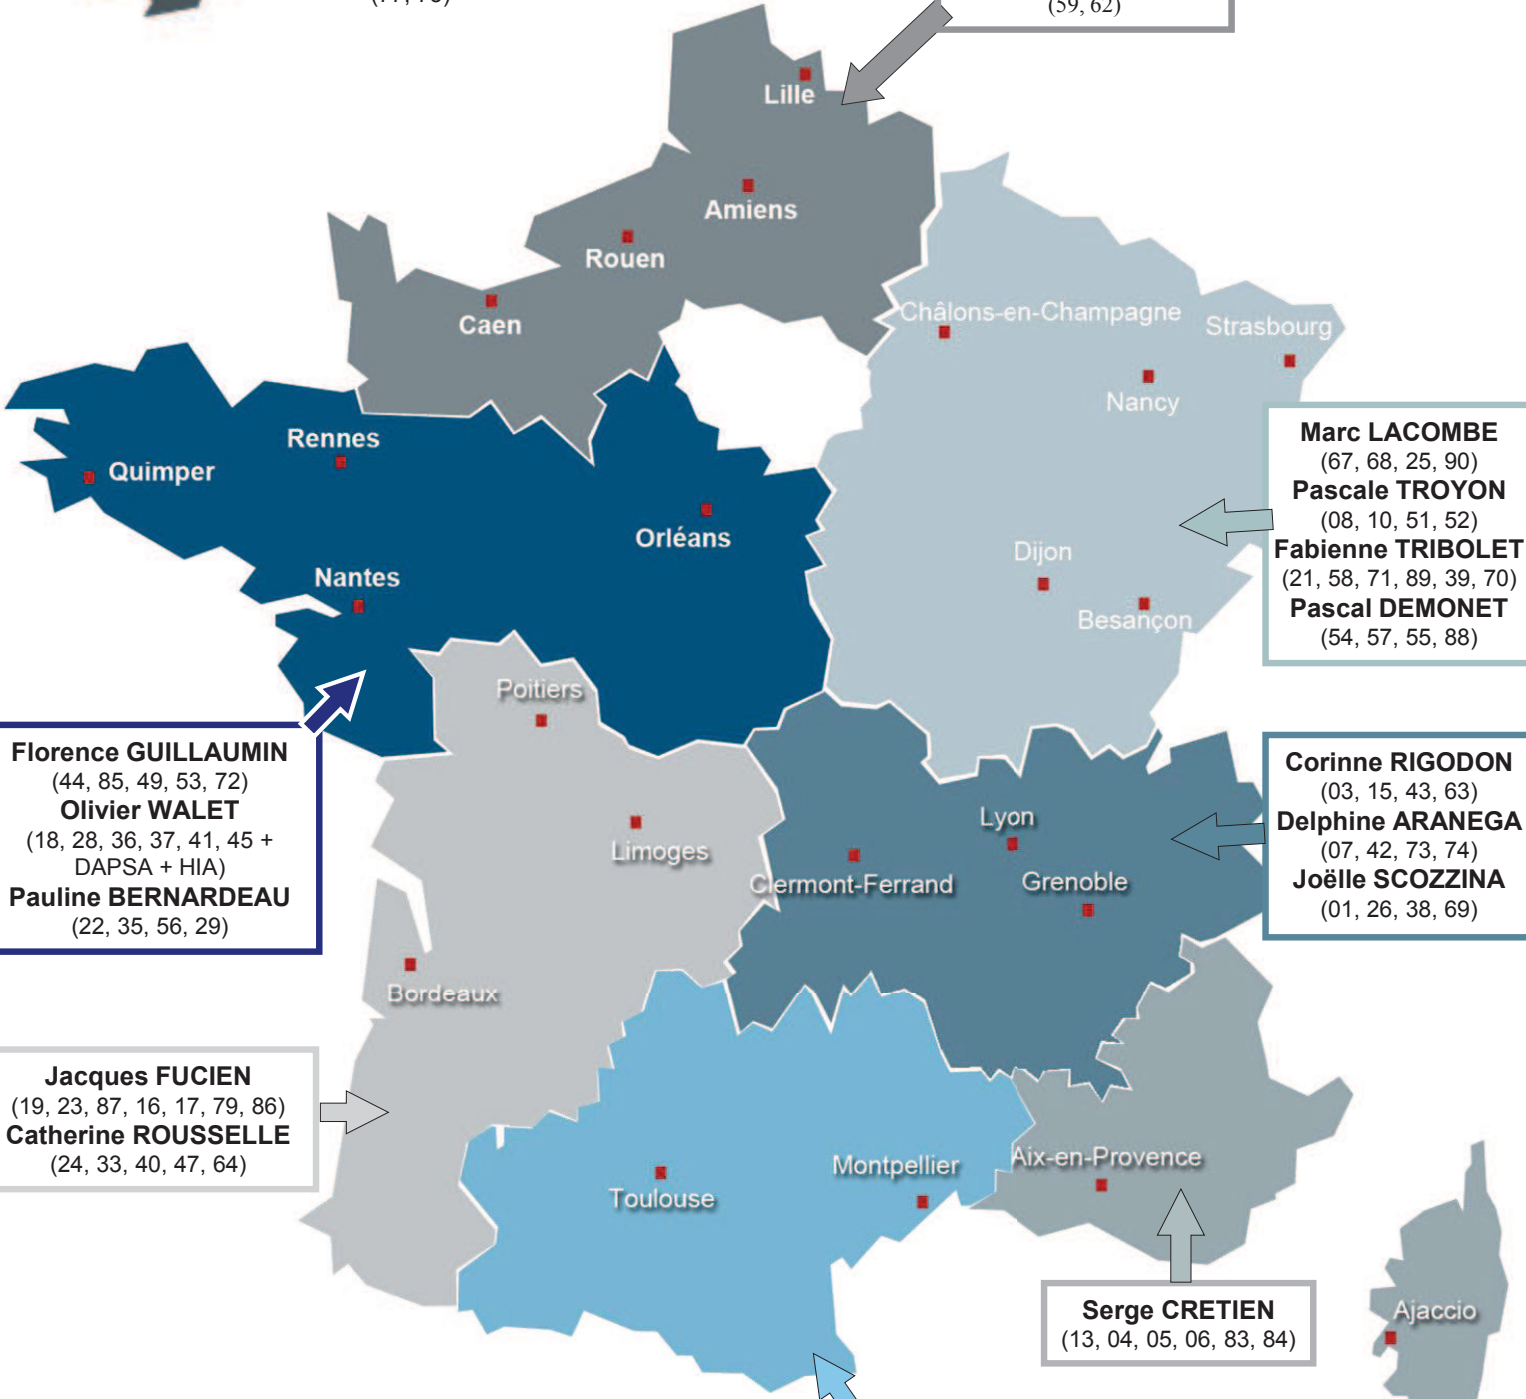 (59, 62)
Lille
Amiens
Rouen
Caen
Châlons-en-Champagne
Strasbourg
Nancy
Rennes
Quimper
Orléans
Nantes
Dijon
Besançon
Marc LACOMBE
(67, 68, 25, 90)
Pascale TROYON
(08, 10, 51, 52)
Fabienne TRIBOLET
(21, 58, 71, 89, 39, 70)
Pascal DEMONET
(54, 57, 55, 88)
Poitiers
Limoges
Lyon
Clermont-Ferrand
Grenoble
Bordeaux
Florence GUILLAUMIN
(44, 85, 49, 53, 72)
Olivier WALET
(18, 28, 36, 37, 41, 45 +
DAPSA + HIA)
Pauline BERNARDEAU
(22, 35, 56, 29)
Corinne RIGODON
(03, 15, 43, 63)
Delphine ARANEGA
(07, 42, 73, 74)
Joëlle SCOZZINA
(01, 26, 38, 69)
Jacques FUCIEN
(19, 23, 87, 16, 17, 79, 86)
Catherine ROUSSELLE
(24, 33, 40, 47, 64)
Toulouse
Montpellier
Aix-en-Provence
Serge CRETIEN
(13, 04, 05, 06, 83, 84)
Ajaccio